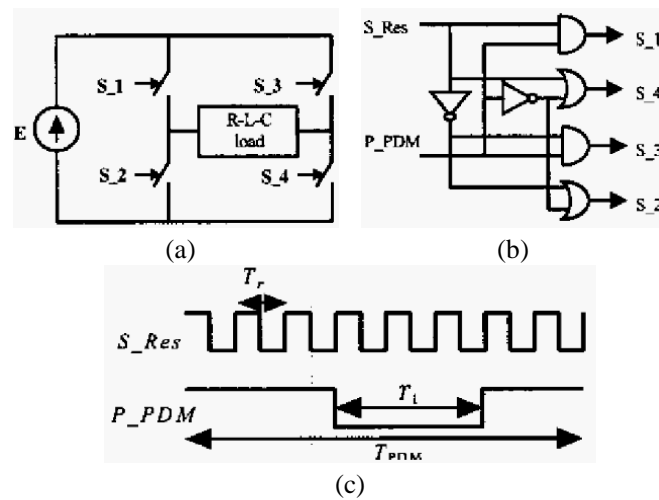 S_1
S_3
E
R-L-C
load
S_2
S_4
(a)
S_Res
P_PDM
S_1
S_4
S_3
S_2
(b)
T_r
S_Res
P_PDM
T_i
T_PDM
(c)